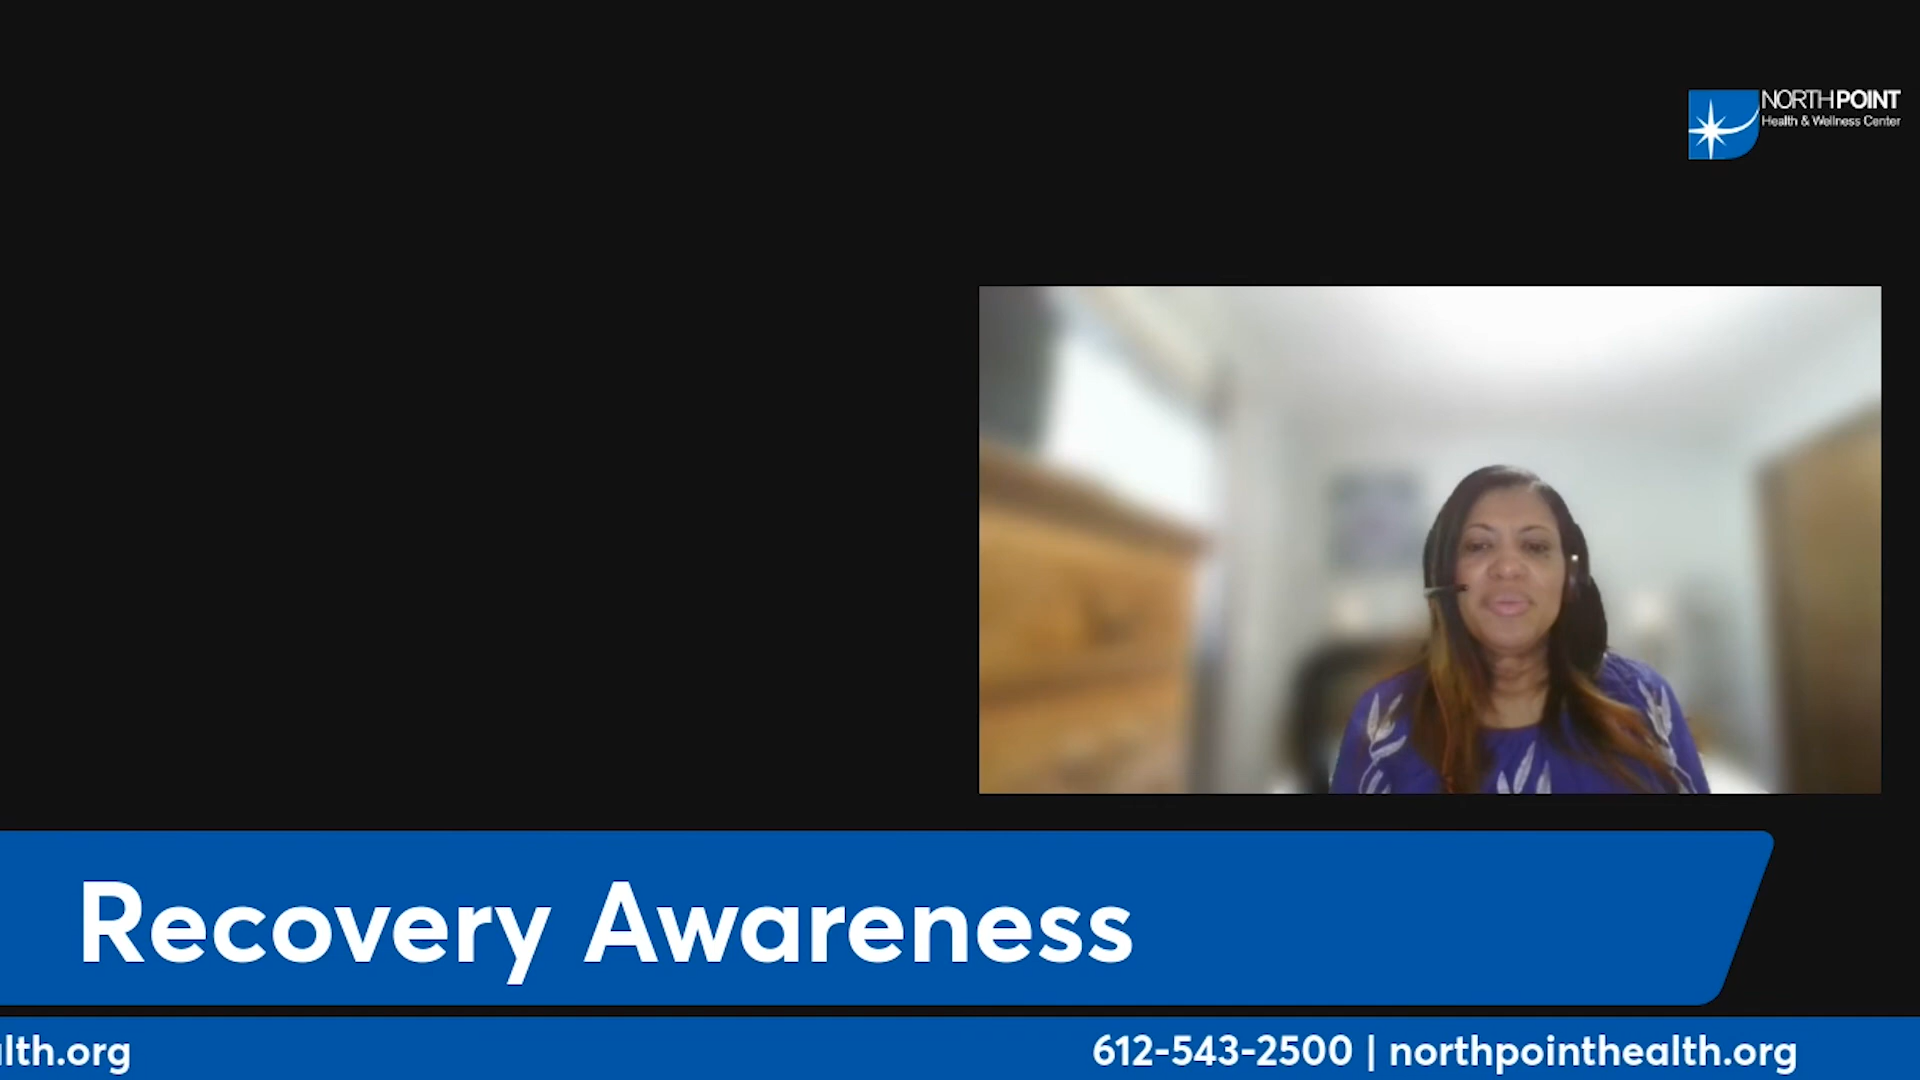 NORTHPOINT
Health & Wellness Center
Recovery Awareness
lth.org
612-543-2500 | northpointhealth.org